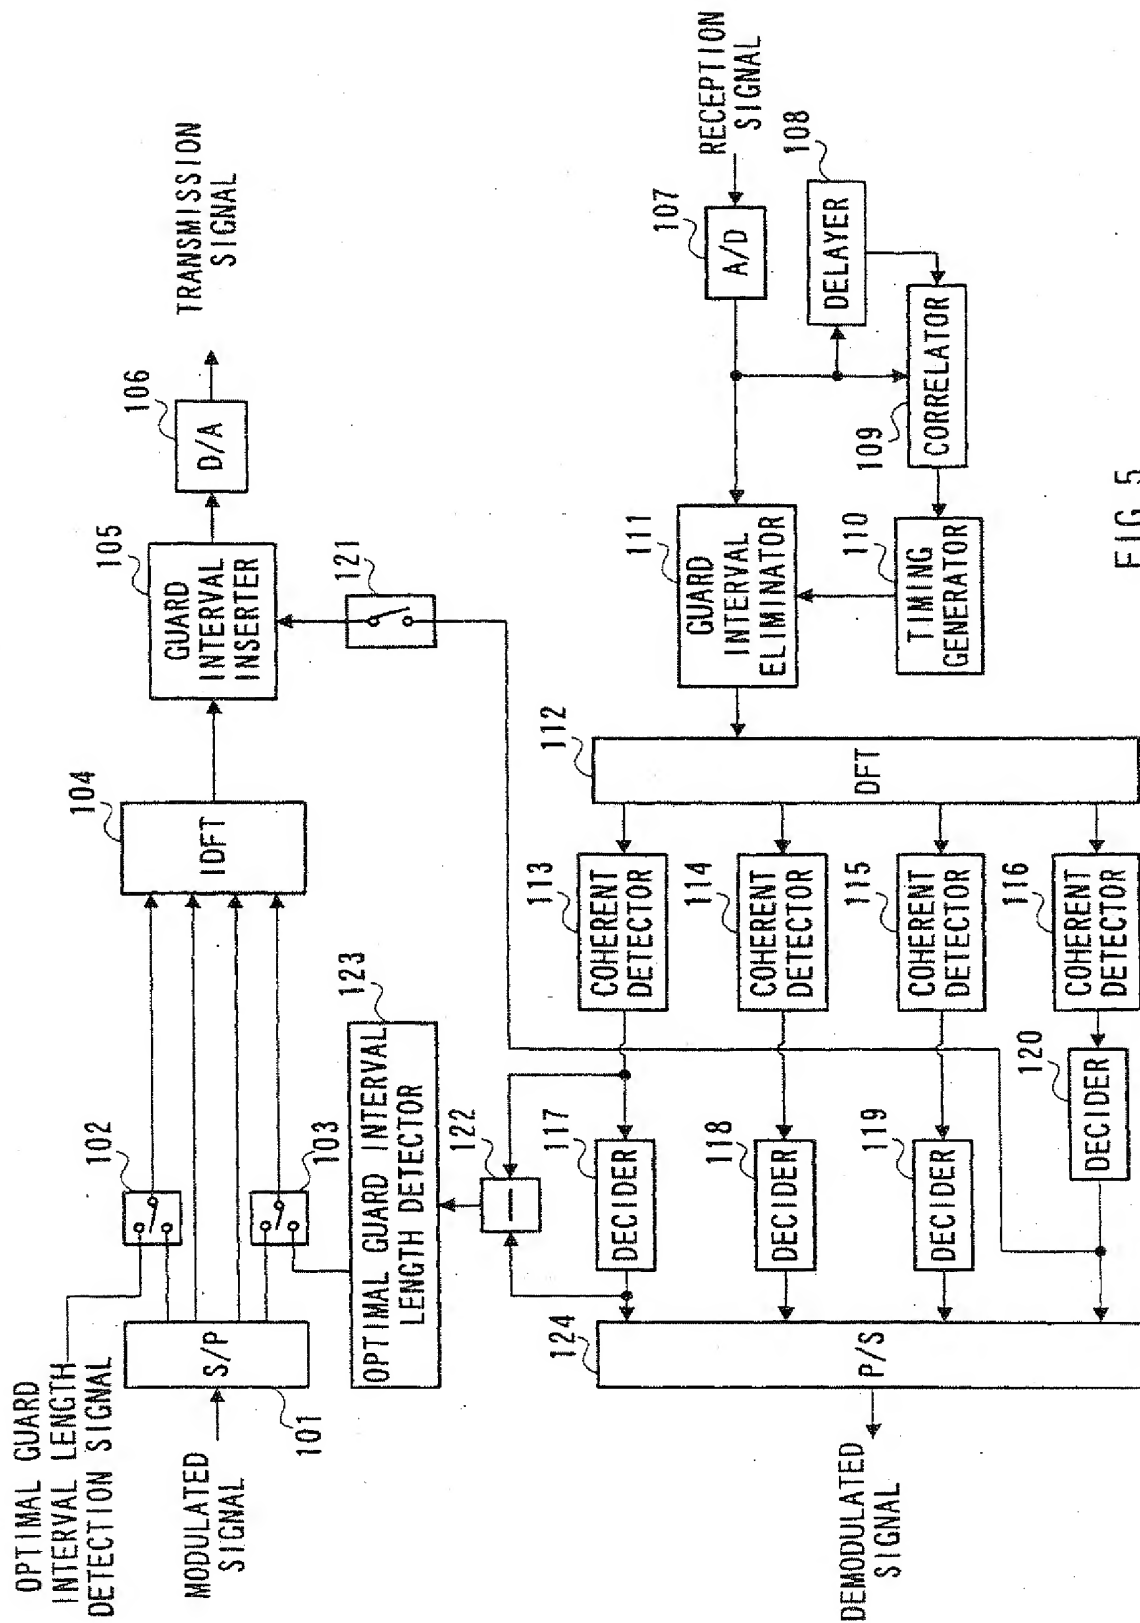 OPTIMAL GUARD
INTERVAL LENGTH
DETECTION SIGNAL
MODULATED
SIGNAL
101
S/P
102
103
104
IDFT
105
GUARD
INTERVAL
INSERTER
106
D/A
TRANSMISSION
SIGNAL
121
123
OPTIMAL GUARD INTERVAL
LENGTH DETECTOR
122
RECEPTION
SIGNAL
107
A/D
108
DELAYER
109
CORRELATOR
110
TIMING
GENERATOR
111
GUARD
INTERVAL
ELIMINATOR
112
DFT
113
COHERENT
DETECTOR
114
COHERENT
DETECTOR
115
COHERENT
DETECTOR
116
COHERENT
DETECTOR
117
DECIDER
118
DECIDER
119
DECIDER
120
DECIDER
124
P/S
DEMODULATED
SIGNAL
FIG. 5